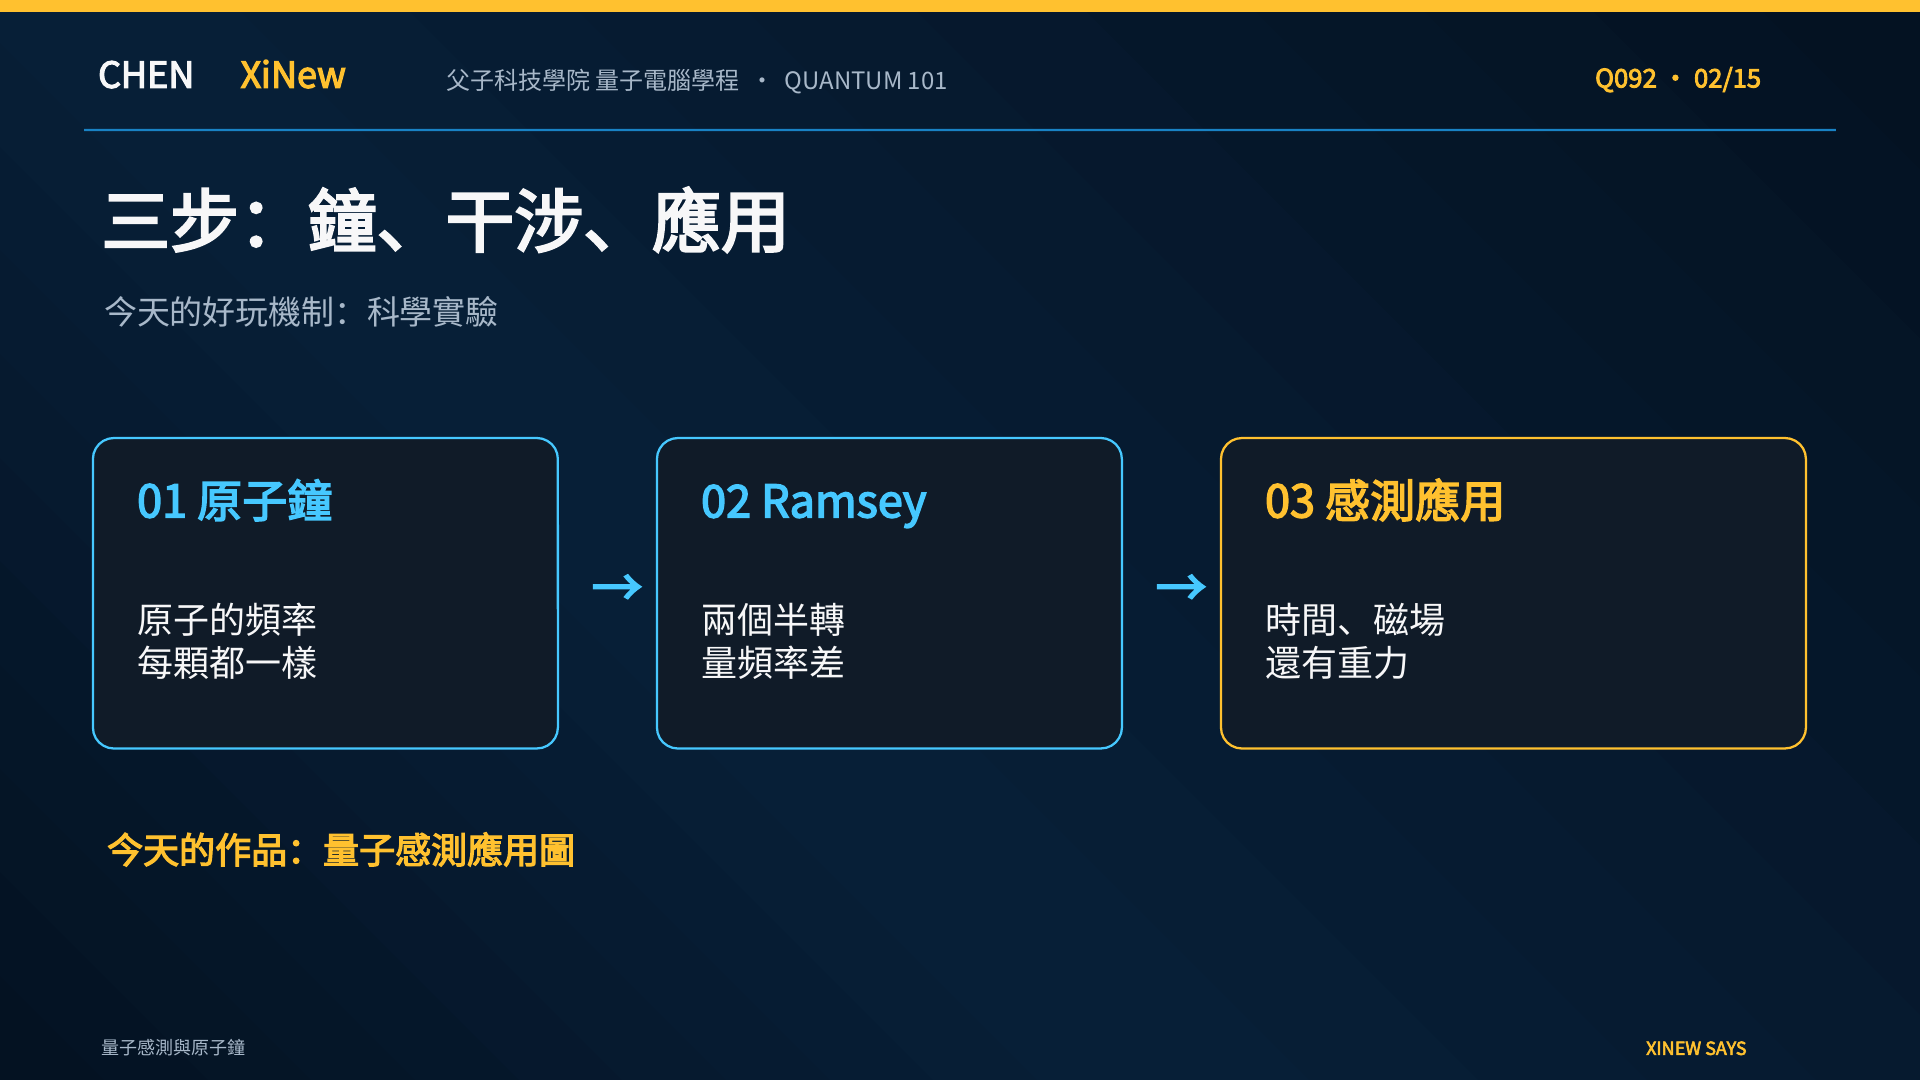 CHEN XiNew 父子科技學院 量子電腦學程 • QUANTUM 101 Q092 • 02/15
三步：鐘、干涉、應用
今天的好玩機制：科學實驗
01 原子鐘
原子的頻率
每顆都一樣
→
02 Ramsey
兩個半轉
量頻率差
→
03 感測應用
時間、磁場
還有重力
今天的作品：量子感測應用圖
量子感測與原子鐘
XINEW SAYS